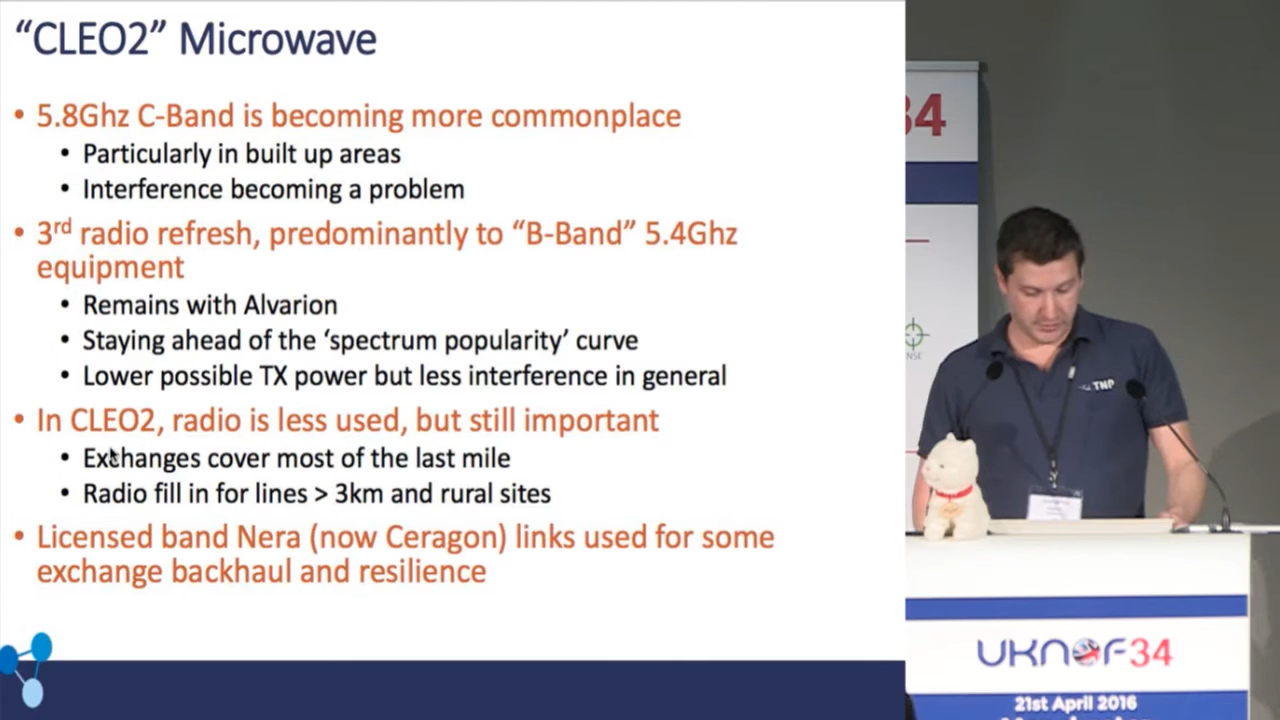 “CLEO2” Microwave
• 5.8Ghz C-Band is becoming more commonplace
• Particularly in built up areas
• Interference becoming a problem
• 3rd radio refresh, predominantly to “B-Band” 5.4Ghz
equipment
• Remains with Alvarion
• Staying ahead of the ‘spectrum popularity’ curve
• Lower possible TX power but less interference in general
• In CLEO2, radio is less used, but still important
• Exchanges cover most of the last mile
• Radio fill in for lines > 3km and rural sites
• Licensed band Nera (now Ceragon) links used for some
exchange backhaul and resilience
34
TNP
UKNOF34
21st April 2016